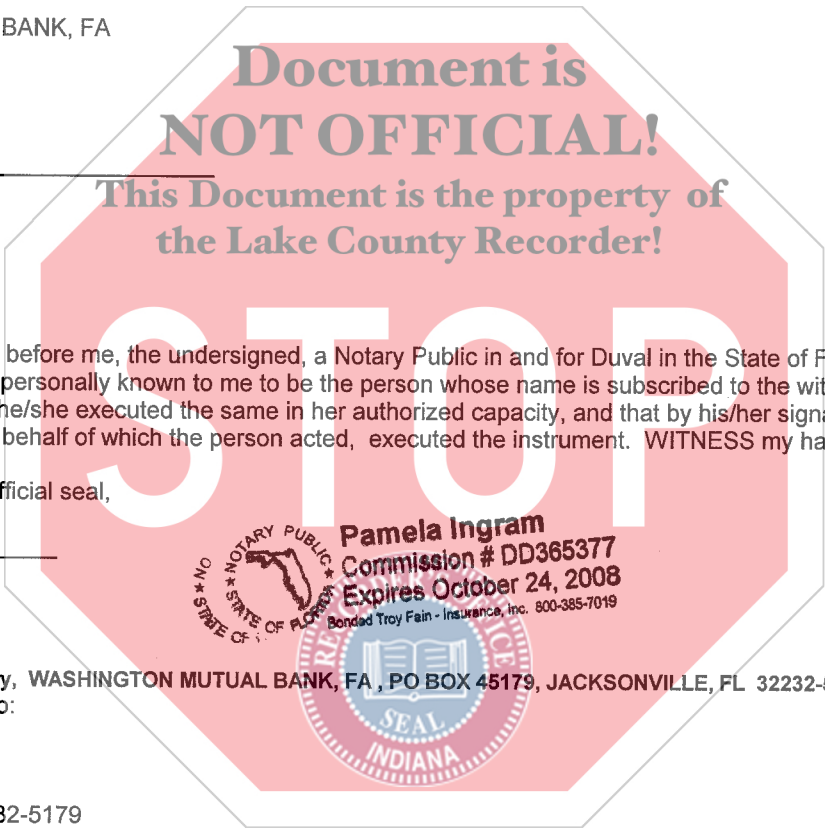 BANK, FA
Document is
NOT OFFICIAL!
This Document is the property of
the Lake County Recorder!
STOP
before me, the undersigned, a Notary Public in and for Duval in the State of F
personally known to me to be the person whose name is subscribed to the wit
he/she executed the same in her authorized capacity, and that by his/her signa
behalf of which the person acted, executed the instrument. WITNESS my ha
fficial seal,
NOTARY PUBLIC
STATE OF FLORIDA
NO
STATE OF
Pamela Ingram
Commission # DD365377
Expires October 24, 2008
Bonded Troy Fain - Insurance, Inc. 800-385-7019
y, WASHINGTON MUTUAL BANK, FA , PO BOX 45179, JACKSONVILLE, FL 32232-
o:
SEAL
INDIANA
32-5179